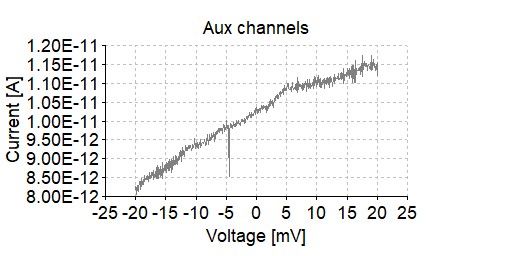 Aux channels
1.20E-11
1.15E-11
1.10E-11
1.05E-11
1.00E-11
9.50E-12
9.00E-12
8.50E-12
8.00E-12
Current [A]
-25 -20 -15 -10 -5 0 5 10 15 20 25
Voltage [mV]